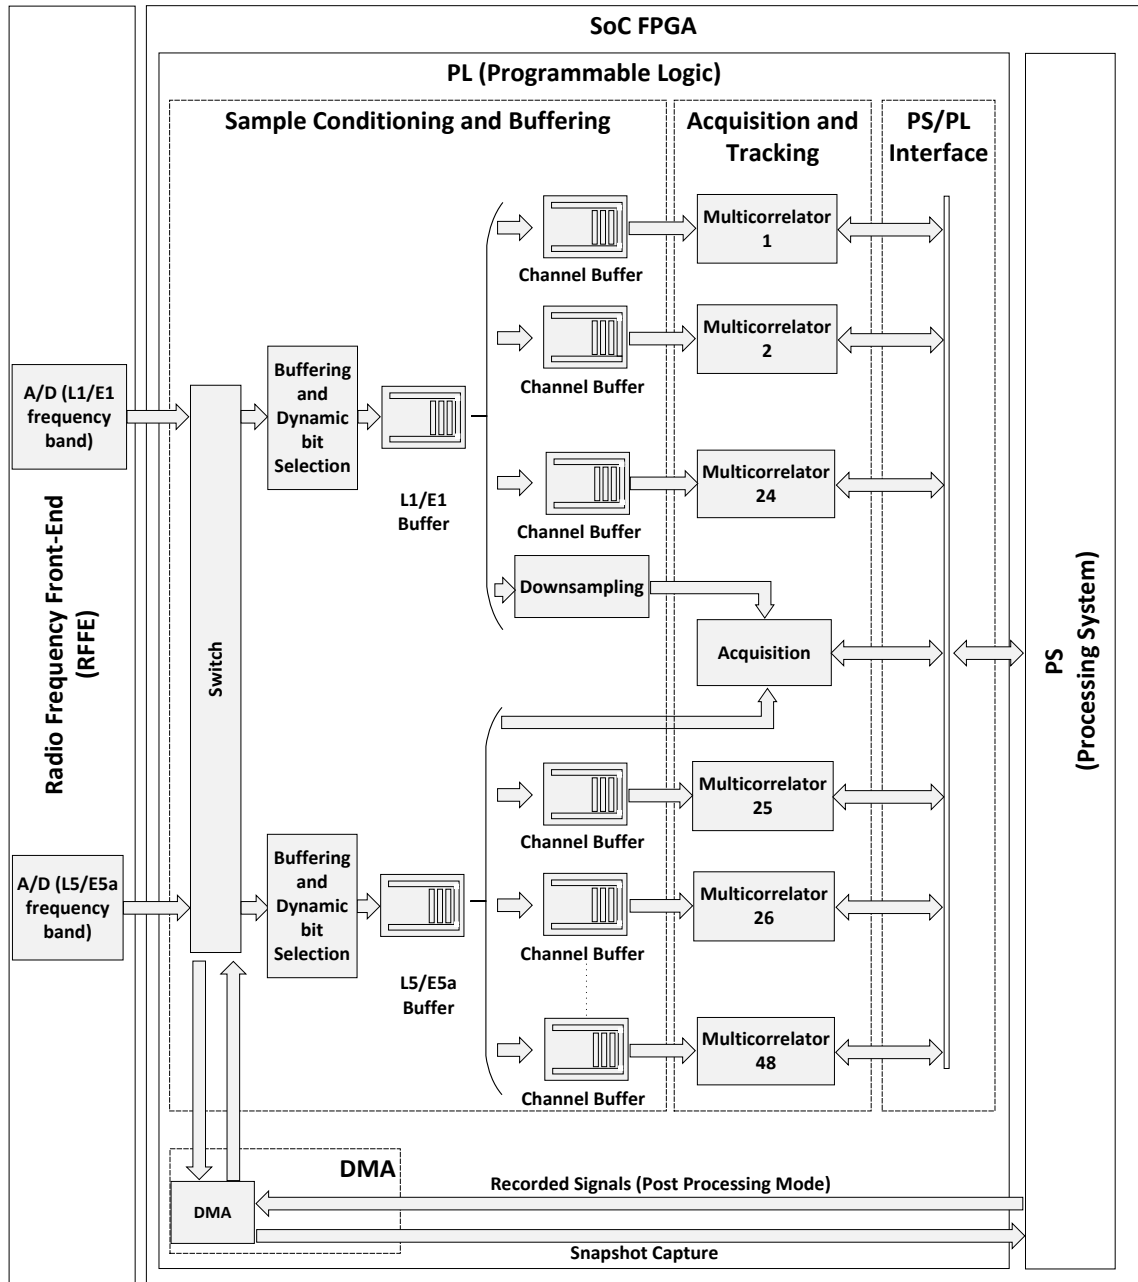 SoC FPGA
PL (Programmable Logic)
Sample Conditioning and Buffering
Acquisition and
Tracking
PS/PL
Interface
Radio Frequency Front-End
(RFFE)
A/D (L1/E1
frequency
band)
A/D (L5/E5a
frequency
band)
Switch
Buffering
and
Dynamic
bit
Selection
L1/E1
Buffer
Channel Buffer
Channel Buffer
Channel Buffer
Downsampling
Multicorrelator
1
Multicorrelator
2
Multicorrelator
24
Acquisition
Buffering
and
Dynamic
bit
Selection
L5/E5a
Buffer
Channel Buffer
Channel Buffer
Channel Buffer
Multicorrelator
25
Multicorrelator
26
Multicorrelator
48
PS
(Processing System)
DMA
DMA
Recorded Signals (Post Processing Mode)
Snapshot Capture